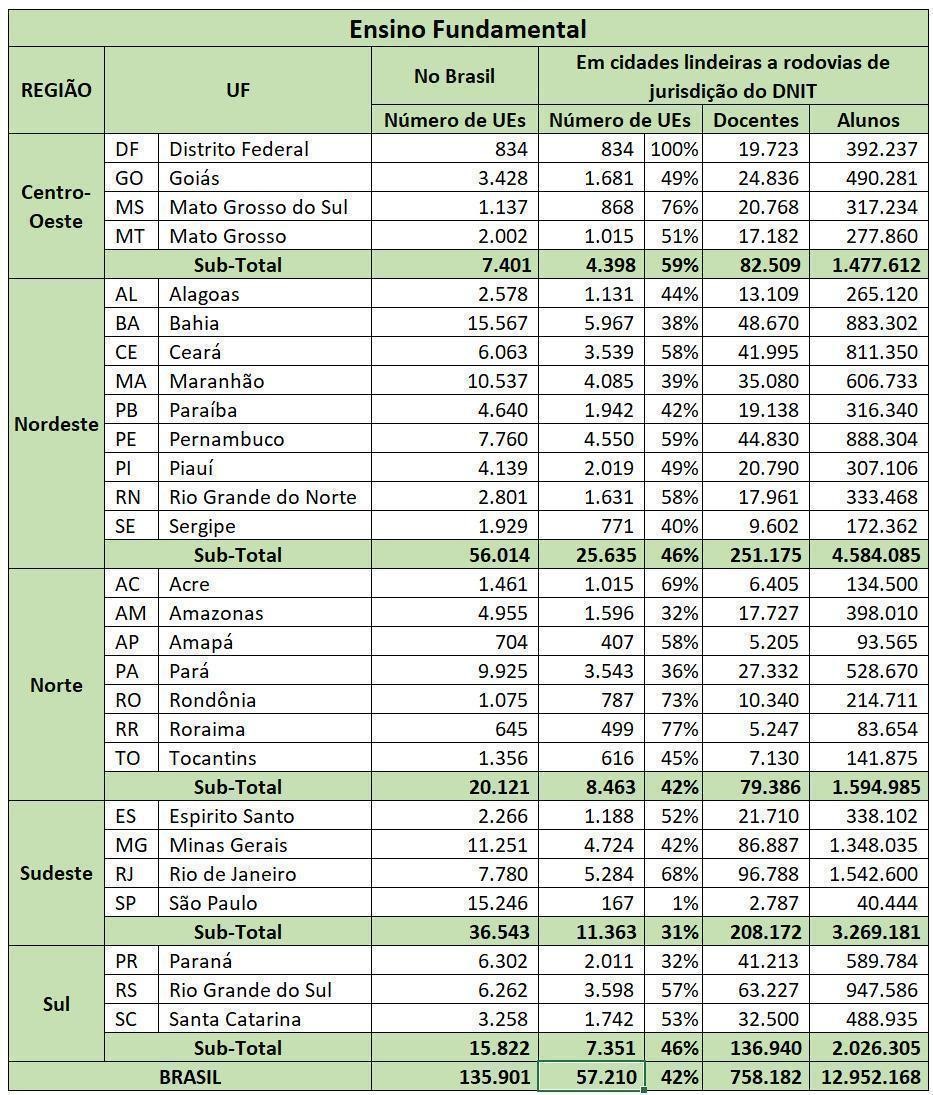 Ensino Fundamental
REGIÃO UF No Brasil Em cidades lindeiras a rodovias de jurisdição do DNIT
Número de UEs Número de UEs Docentes Alunos
Centro-Oeste
DF Distrito Federal 834 834 100% 19.723 392.237
GO Goiás 3.428 1.681 49% 24.836 490.281
MS Mato Grosso do Sul 1.137 868 76% 20.768 317.234
MT Mato Grosso 2.002 1.015 51% 17.182 277.860
Sub-Total 7.401 4.398 59% 82.509 1.477.612
Nordeste
AL Alagoas 2.578 1.131 44% 13.109 265.120
BA Bahia 15.567 5.967 38% 48.670 883.302
CE Ceará 6.063 3.539 58% 41.995 811.350
MA Maranhão 10.537 4.085 39% 35.080 606.733
PB Paraíba 4.640 1.942 42% 19.138 316.340
PE Pernambuco 7.760 4.550 59% 44.830 888.304
PI Piauí 4.139 2.019 49% 20.790 307.106
RN Rio Grande do Norte 2.801 1.631 58% 17.961 333.468
SE Sergipe 1.929 771 40% 9.602 172.362
Sub-Total 56.014 25.635 46% 251.175 4.584.085
Norte
AC Acre 1.461 1.015 69% 6.405 134.500
AM Amazonas 4.955 1.596 32% 17.727 398.010
AP Amapá 704 407 58% 5.205 93.565
PA Pará 9.925 3.543 36% 27.332 528.670
RO Rondônia 1.075 787 73% 10.340 214.711
RR Roraima 645 499 77% 5.247 83.654
TO Tocantins 1.356 616 45% 7.130 141.875
Sub-Total 20.121 8.463 42% 79.386 1.594.985
Sudeste
ES Espirito Santo 2.266 1.188 52% 21.710 338.102
MG Minas Gerais 11.251 4.724 42% 86.887 1.348.035
RJ Rio de Janeiro 7.780 5.284 68% 96.788 1.542.600
SP São Paulo 15.246 167 1% 2.787 40.444
Sub-Total 36.543 11.363 31% 208.172 3.269.181
Sul
PR Paraná 6.302 2.011 32% 41.213 589.784
RS Rio Grande do Sul 6.262 3.598 57% 63.227 947.586
SC Santa Catarina 3.258 1.742 53% 32.500 488.935
Sub-Total 15.822 7.351 46% 136.940 2.026.305
BRASIL 135.901 57.210 42% 758.182 12.952.168